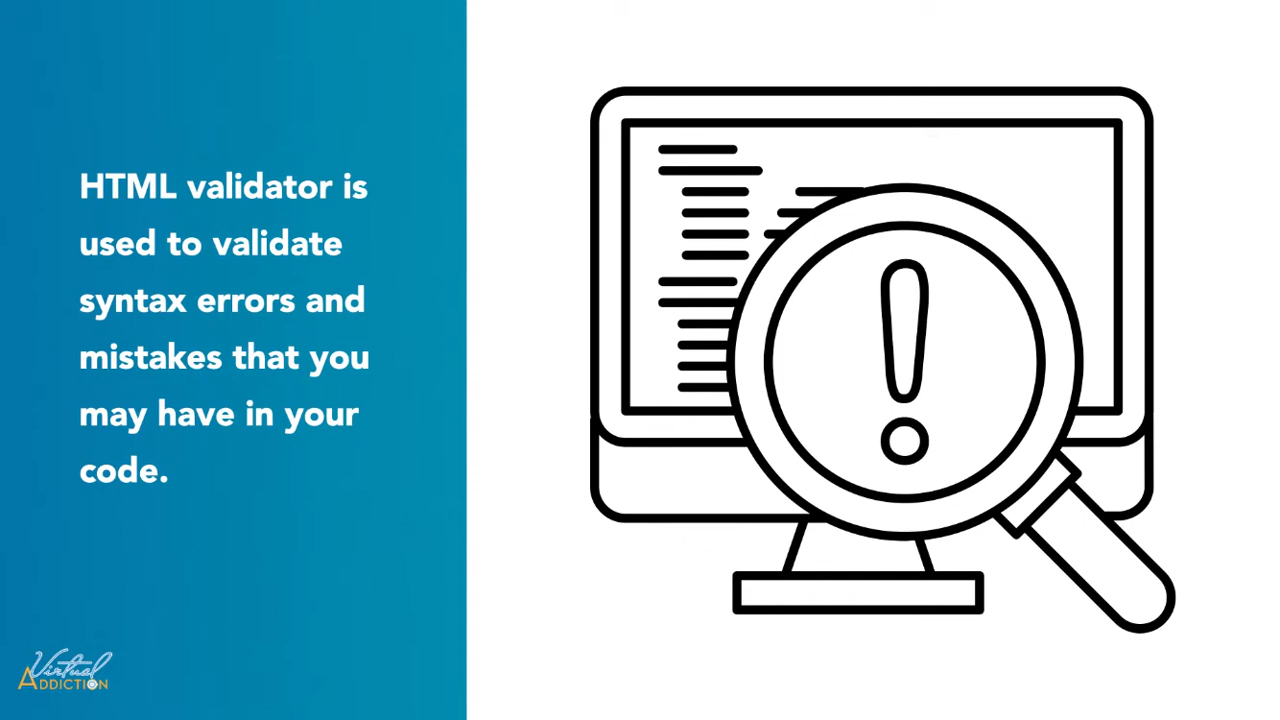 HTML validator is
used to validate
syntax errors and
mistakes that you
may have in your
code.
Virtual
ADDICTION